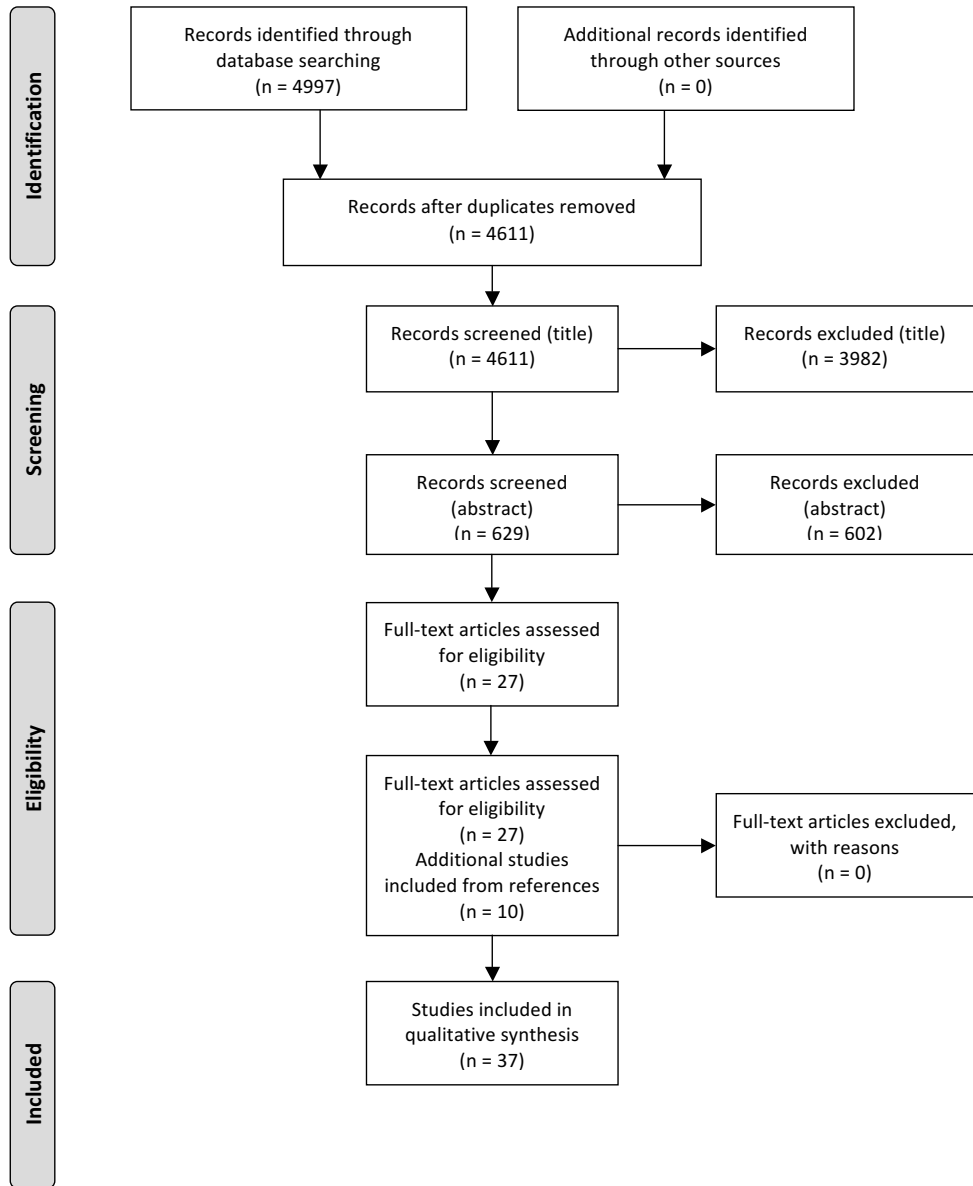 Identification
Records identified through
database searching
(n = 4997)
Additional records identified
through other sources
(n = 0)
Records after duplicates removed
(n = 4611)
Screening
Records screened (title)
(n = 4611)
Records excluded (title)
(n = 3982)
Records screened
(abstract)
(n = 629)
Records excluded
(abstract)
(n = 602)
Eligibility
Full-text articles assessed
for eligibility
(n = 27)
Full-text articles assessed
for eligibility
(n = 27)
Additional studies
included from references
(n = 10)
Full-text articles excluded,
with reasons
(n = 0)
Included
Studies included in
qualitative synthesis
(n = 37)